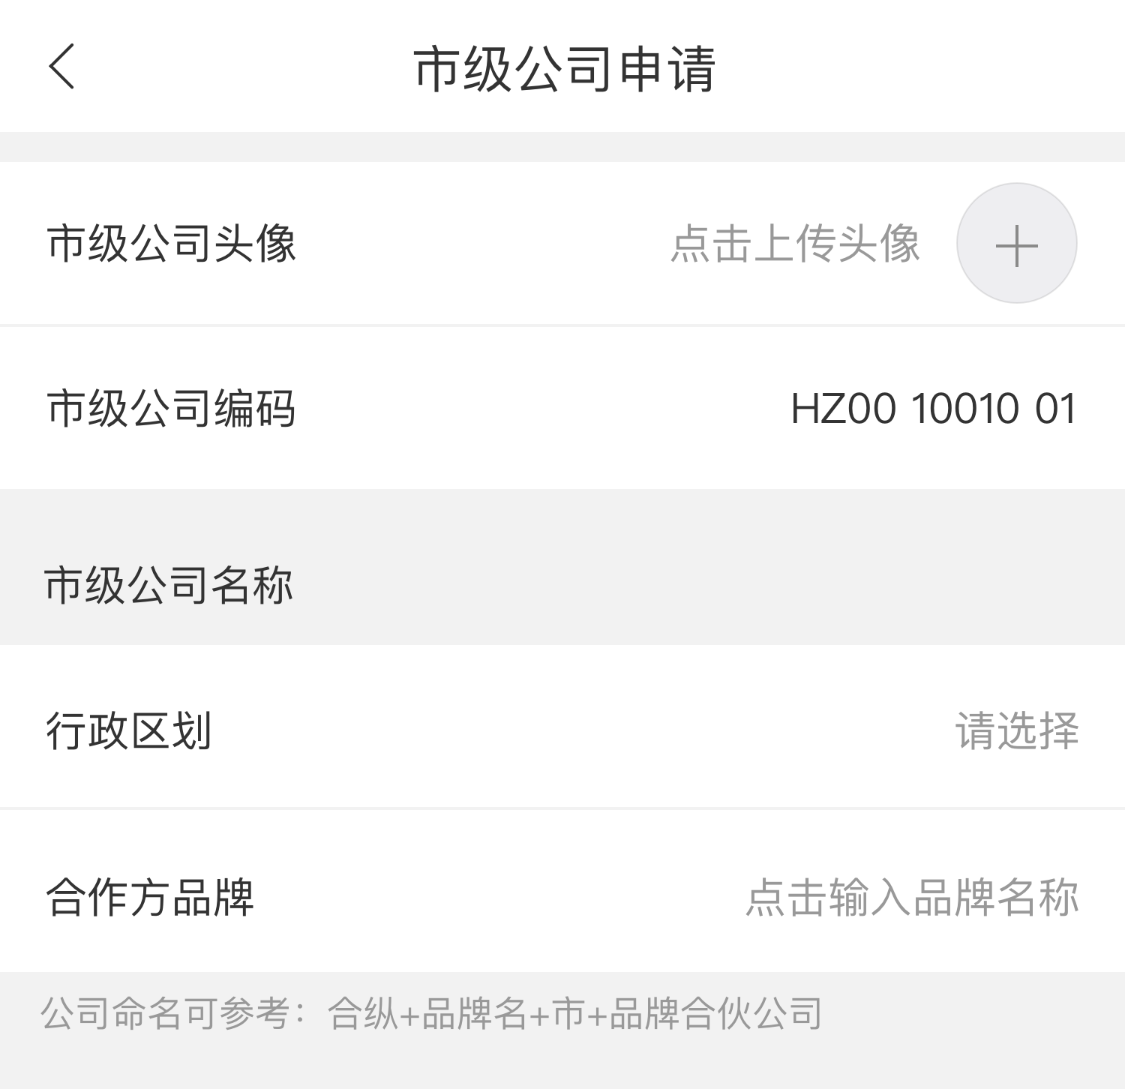 市级公司申请
市级公司头像 点击上传头像
市级公司编码 HZ00 10010 01
市级公司名称
行政区划 请选择
合作方品牌 点击输入品牌名称
公司命名可参考：合纵+品牌名+市+品牌合伙公司